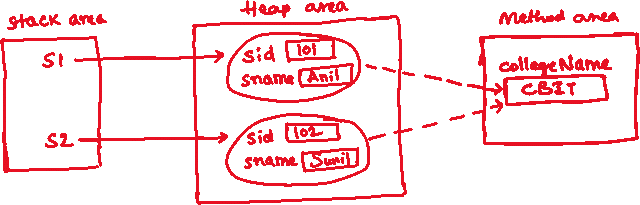 Stack area
Heap area
Method area
S1
sid 101
sname Anil
collegeName
CBIT
S2
sid 102
sname Sunil